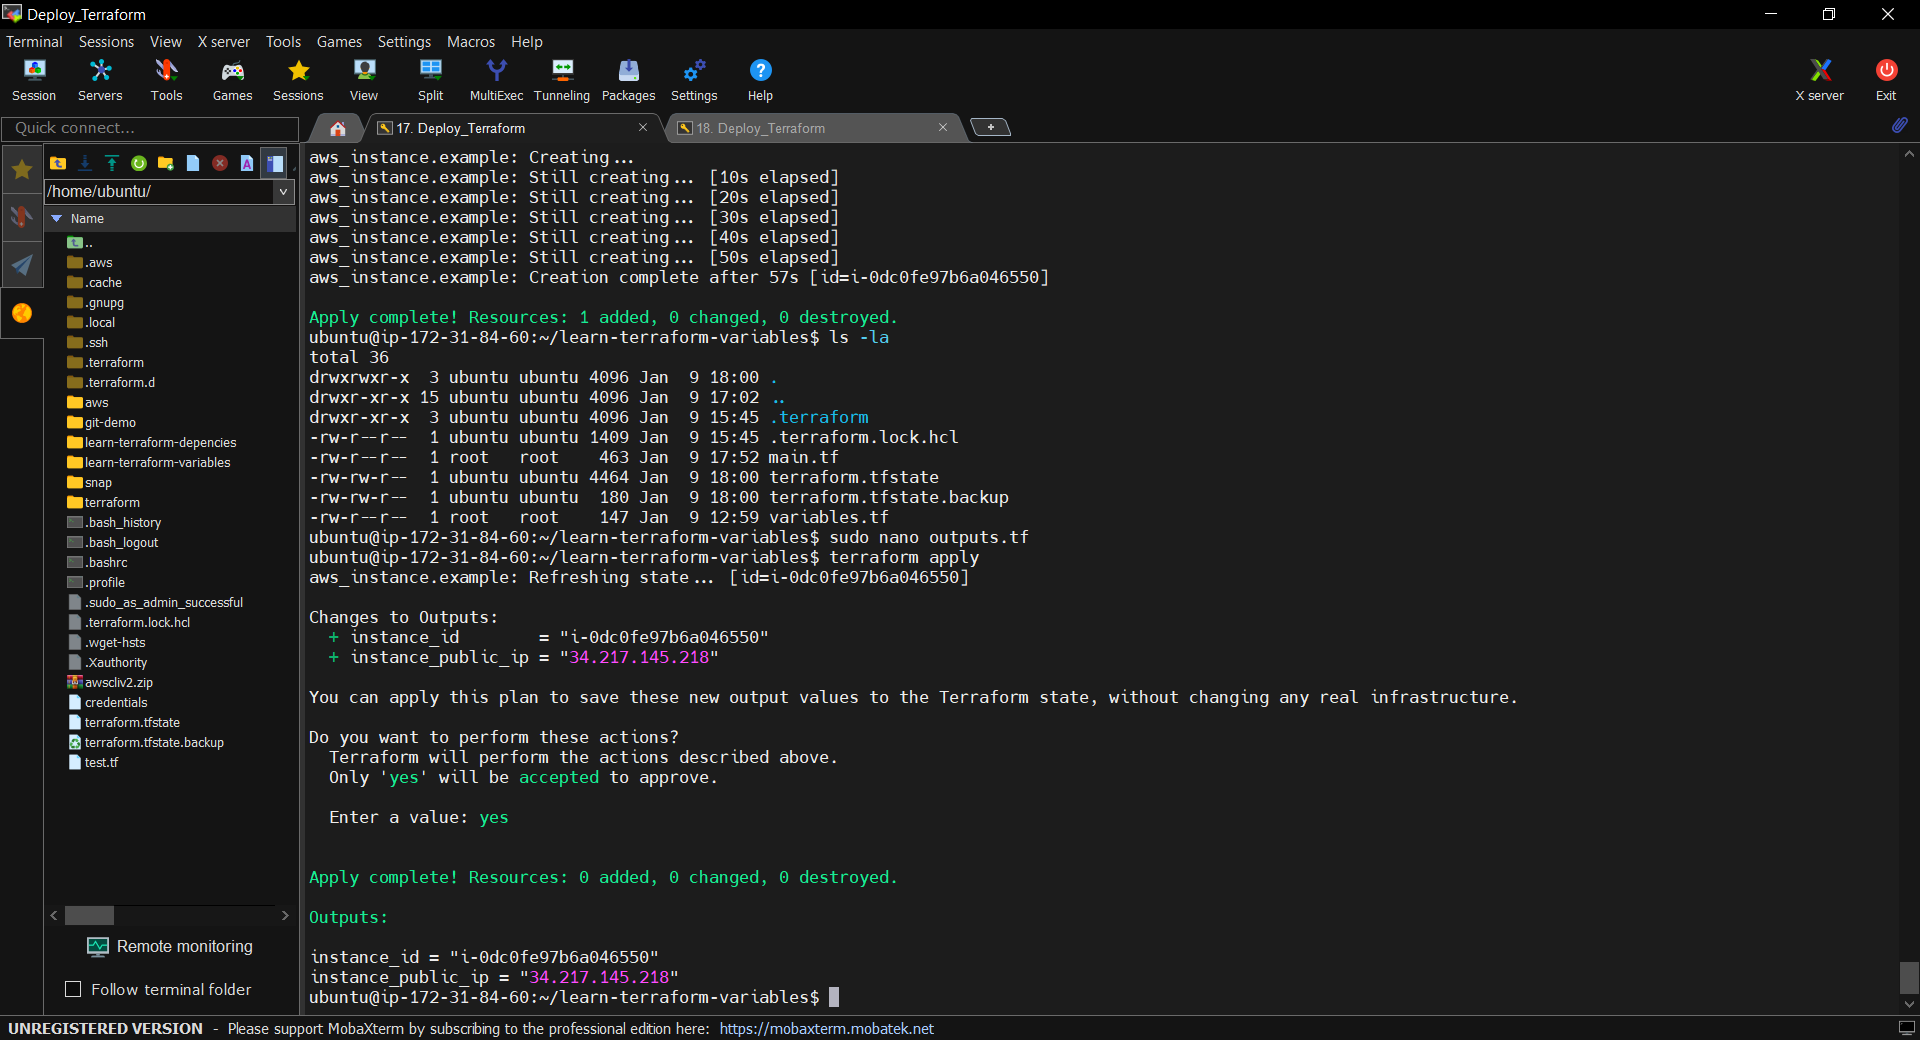 Deploy_Terraform
Terminal Sessions View X server Tools Games Settings Macros Help
Session Servers Tools Games Sessions View Split MultiExec Tunneling Packages Settings Help X server Exit
Quick connect...
17. Deploy_Terraform
18. Deploy_Terraform
/home/ubuntu/
Name
..
.aws
.cache
.gnupg
.local
.ssh
.terraform
.terraform.d
aws
git-demo
learn-terraform-depencies
learn-terraform-variables
snap
terraform
.bash_history
.bash_logout
.bashrc
.profile
.sudo_as_admin_successful
.terraform.lock.hcl
.wget-hsts
.Xauthority
awscliv2.zip
credentials
terraform.tfstate
terraform.tfstate.backup
test.tf
Remote monitoring
Follow terminal folder
aws_instance.example: Creating...
aws_instance.example: Still creating... [10s elapsed]
aws_instance.example: Still creating... [20s elapsed]
aws_instance.example: Still creating... [30s elapsed]
aws_instance.example: Still creating... [40s elapsed]
aws_instance.example: Still creating... [50s elapsed]
aws_instance.example: Creation complete after 57s [id=i-0dc0fe97b6a046550]
Apply complete! Resources: 1 added, 0 changed, 0 destroyed.
ubuntu@ip-172-31-84-60:~/learn-terraform-variables$ ls -la
total 36
drwxrwxr-x  3 ubuntu ubuntu 4096 Jan  9 18:00 .
drwxr-xr-x 15 ubuntu ubuntu 4096 Jan  9 17:02 ..
drwxr-xr-x  3 ubuntu ubuntu 4096 Jan  9 15:45 .terraform
-rw-r--r--  1 ubuntu ubuntu 1409 Jan  9 15:45 .terraform.lock.hcl
-rw-r--r--  1 root   root    463 Jan  9 17:52 main.tf
-rw-rw-r--  1 ubuntu ubuntu 4464 Jan  9 18:00 terraform.tfstate
-rw-rw-r--  1 ubuntu ubuntu  180 Jan  9 18:00 terraform.tfstate.backup
-rw-r--r--  1 root   root    147 Jan  9 12:59 variables.tf
ubuntu@ip-172-31-84-60:~/learn-terraform-variables$ sudo nano outputs.tf
ubuntu@ip-172-31-84-60:~/learn-terraform-variables$ terraform apply
aws_instance.example: Refreshing state... [id=i-0dc0fe97b6a046550]
Changes to Outputs:
+ instance_id        = "i-0dc0fe97b6a046550"
+ instance_public_ip = "34.217.145.218"
You can apply this plan to save these new output values to the Terraform state, without changing any real infrastructure.
Do you want to perform these actions?
Terraform will perform the actions described above.
Only 'yes' will be accepted to approve.
Enter a value: yes
Apply complete! Resources: 0 added, 0 changed, 0 destroyed.
Outputs:
instance_id = "i-0dc0fe97b6a046550"
instance_public_ip = "34.217.145.218"
ubuntu@ip-172-31-84-60:~/learn-terraform-variables$
UNREGISTERED VERSION - Please support MobaXterm by subscribing to the professional edition here: https://mobaxterm.mobatek.net